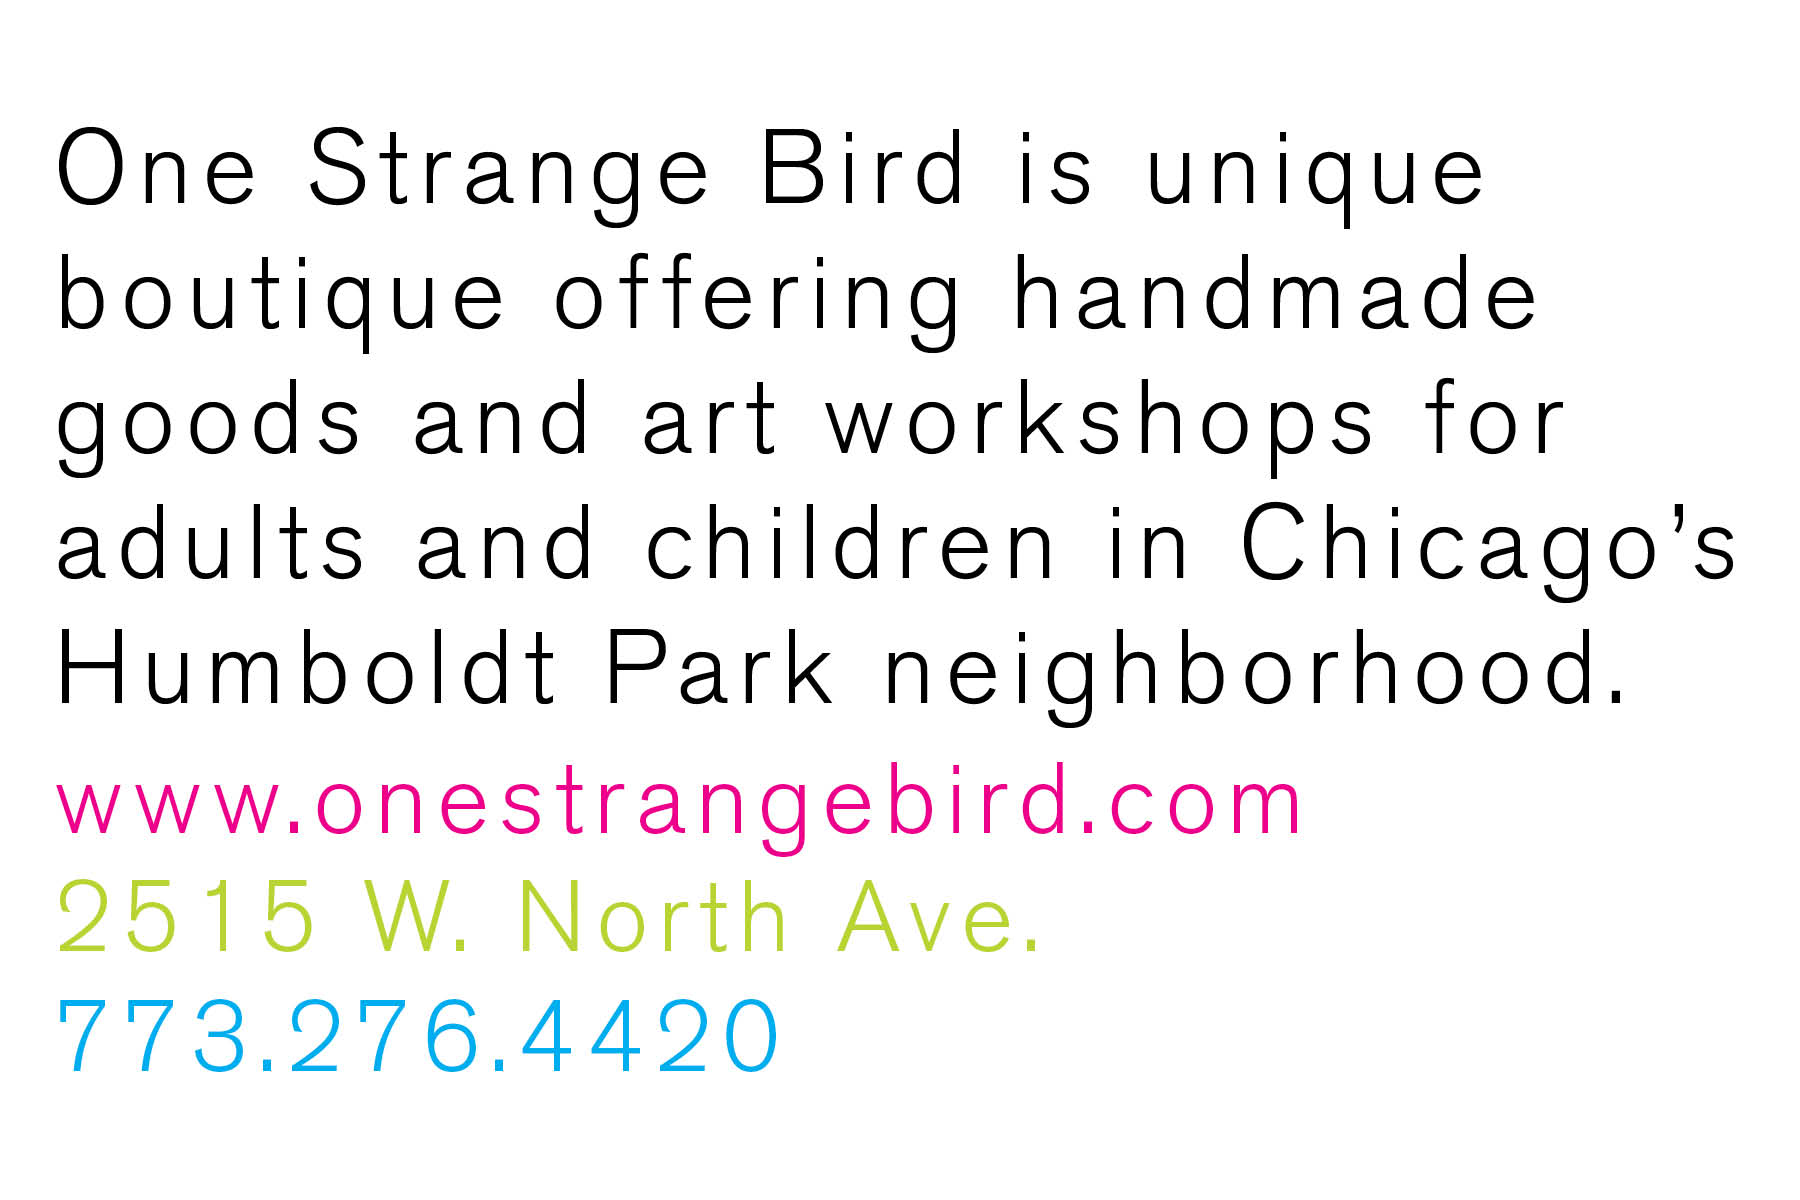 One Strange Bird is unique
boutique offering handmade
goods and art workshops for
adults and children in Chicago’s
Humboldt Park neighborhood.
www.onestrangebird.com
2515 W. North Ave.
773.276.4420